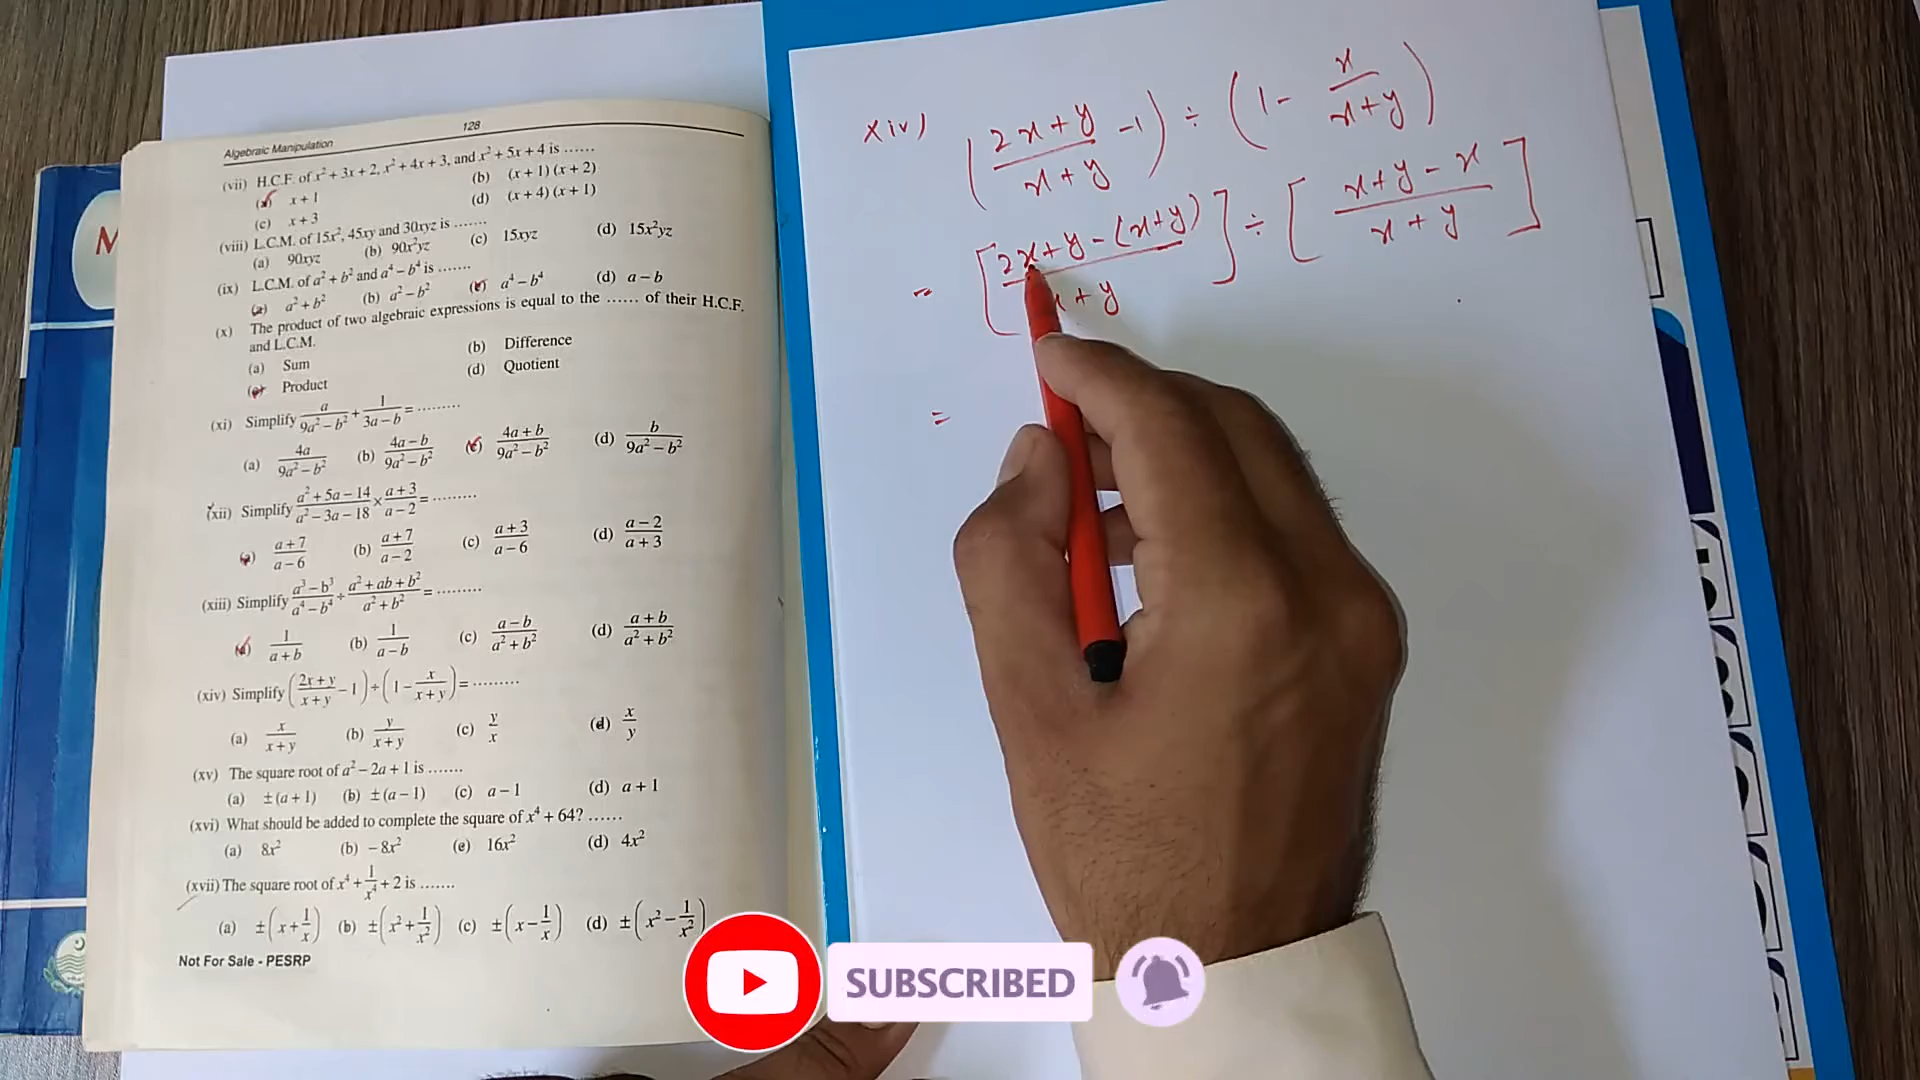 Algebraic Manipulation 128
(vii) H.C.F. of x² + 3x + 2, x² + 4x + 3, and x² + 5x + 4 is ......
(a) x + 1 (b) (x + 1) (x + 2)
(c) x + 3 (d) (x + 4) (x + 1)
(viii) L.C.M. of 15x², 45xy and 30xyz is .......
(a) 90xyz (b) 90x²yz (c) 15xyz (d) 15x²yz
(ix) L.C.M. of a² + b² and a⁴ − b⁴ is .......
(a) a² + b² (b) a² − b² (c) a⁴ − b⁴ (d) a − b
(x) The product of two algebraic expressions is equal to the ...... of their H.C.F.
and L.C.M.
(a) Sum (b) Difference
(c) Product (d) Quotient
(xi) Simplify a/(9a² − b²) + 1/(3a − b) = .........
(a) 4a/(9a² − b²) (b) (4a − b)/(9a² − b²) (c) (4a + b)/(9a² − b²) (d) b/(9a² − b²)
(xii) Simplify (a² + 5a − 14)/(a² − 3a − 18) × (a + 3)/(a − 2) = .........
(a) (a + 7)/(a − 6) (b) (a + 7)/(a − 2) (c) (a + 3)/(a − 6) (d) (a − 2)/(a + 3)
(xiii) Simplify (a³ − b³)/(a⁴ − b⁴) ÷ (a² + ab + b²)/(a² + b²) = .........
(a) 1/(a + b) (b) 1/(a − b) (c) (a − b)/(a² + b²) (d) (a + b)/(a² + b²)
(xiv) Simplify ((2x + y)/(x + y) − 1) ÷ (1 − x/(x + y)) = .........
(a) x/(x + y) (b) y/(x + y) (c) y/x (d) x/y
(xv) The square root of a² − 2a + 1 is .......
(a) ±(a + 1) (b) ±(a − 1) (c) a − 1 (d) a + 1
(xvi) What should be added to complete the square of x⁴ + 64? ......
(a) 8x² (b) −8x² (c) 16x² (d) 4x²
(xvii) The square root of x⁴ + 1/x⁴ + 2 is .......
(a) ±(x + 1/x) (b) ±(x² + 1/x²) (c) ±(x − 1/x) (d) ±(x² − 1/x²)
Not For Sale - PESRP
xiv) ((2x+y)/(x+y) − 1) ÷ (1 − x/(x+y))
= [(2x+y−(x+y))/(x+y)] ÷ [(x+y−x)/(x+y)]
=
M
SUBSCRIBED